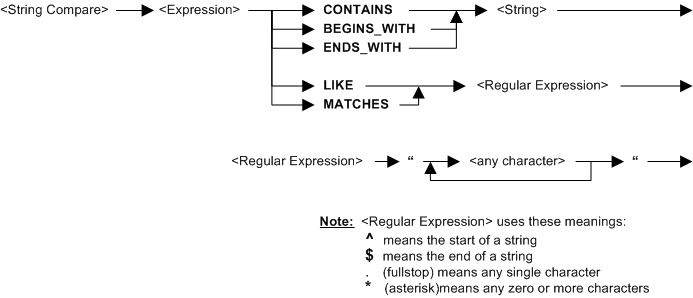 <String Compare> <Expression> CONTAINS <String>
BEGINS_WITH
ENDS_WITH
LIKE <Regular Expression>
MATCHES
<Regular Expression> “ <any character> “
Note: <Regular Expression> uses these meanings:
^ means the start of a string
$ means the end of a string
. (fullstop) means any single character
* (asterisk)means any zero or more characters